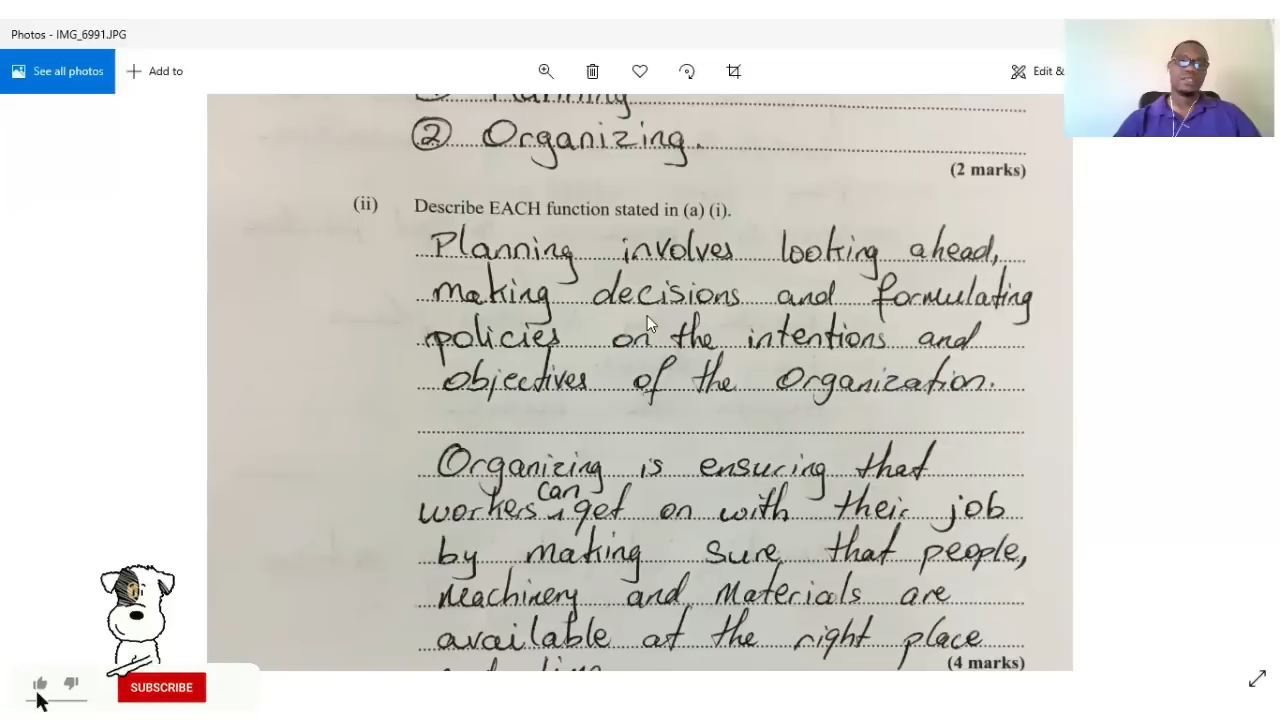 Photos - IMG_6991.JPG
See all photos
Add to
Edit &
① Planning
② Organizing.
(2 marks)
(ii) Describe EACH function stated in (a) (i).
Planning involves looking ahead,
making decisions and formulating
policies on the intentions and
objectives of the Organization.
Organizing is ensuring that
workers can get on with their job
by making sure that people,
Machinery and Materials are
available at the right place
(4 marks)
SUBSCRIBE